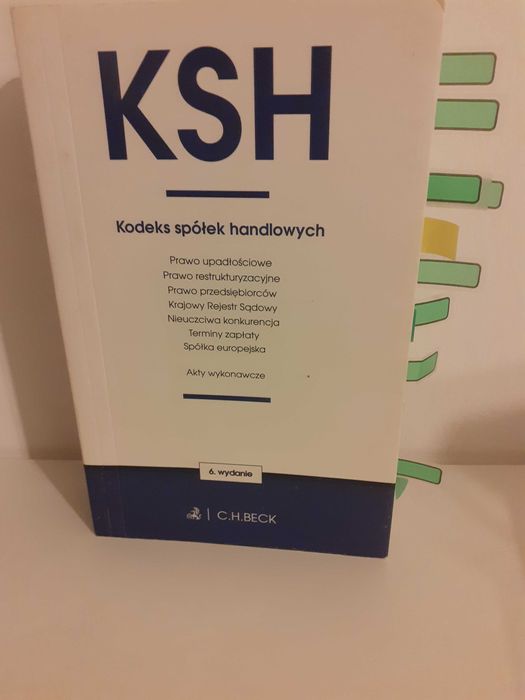 KSH
Kodeks spółek handlowych
Prawo upadłościowe
Prawo restrukturyzacyjne
Prawo przedsiębiorców
Krajowy Rejestr Sądowy
Nieuczciwa konkurencja
Terminy zapłaty
Spółka europejska
Akty wykonawcze
6. wydanie
C.H.BECK